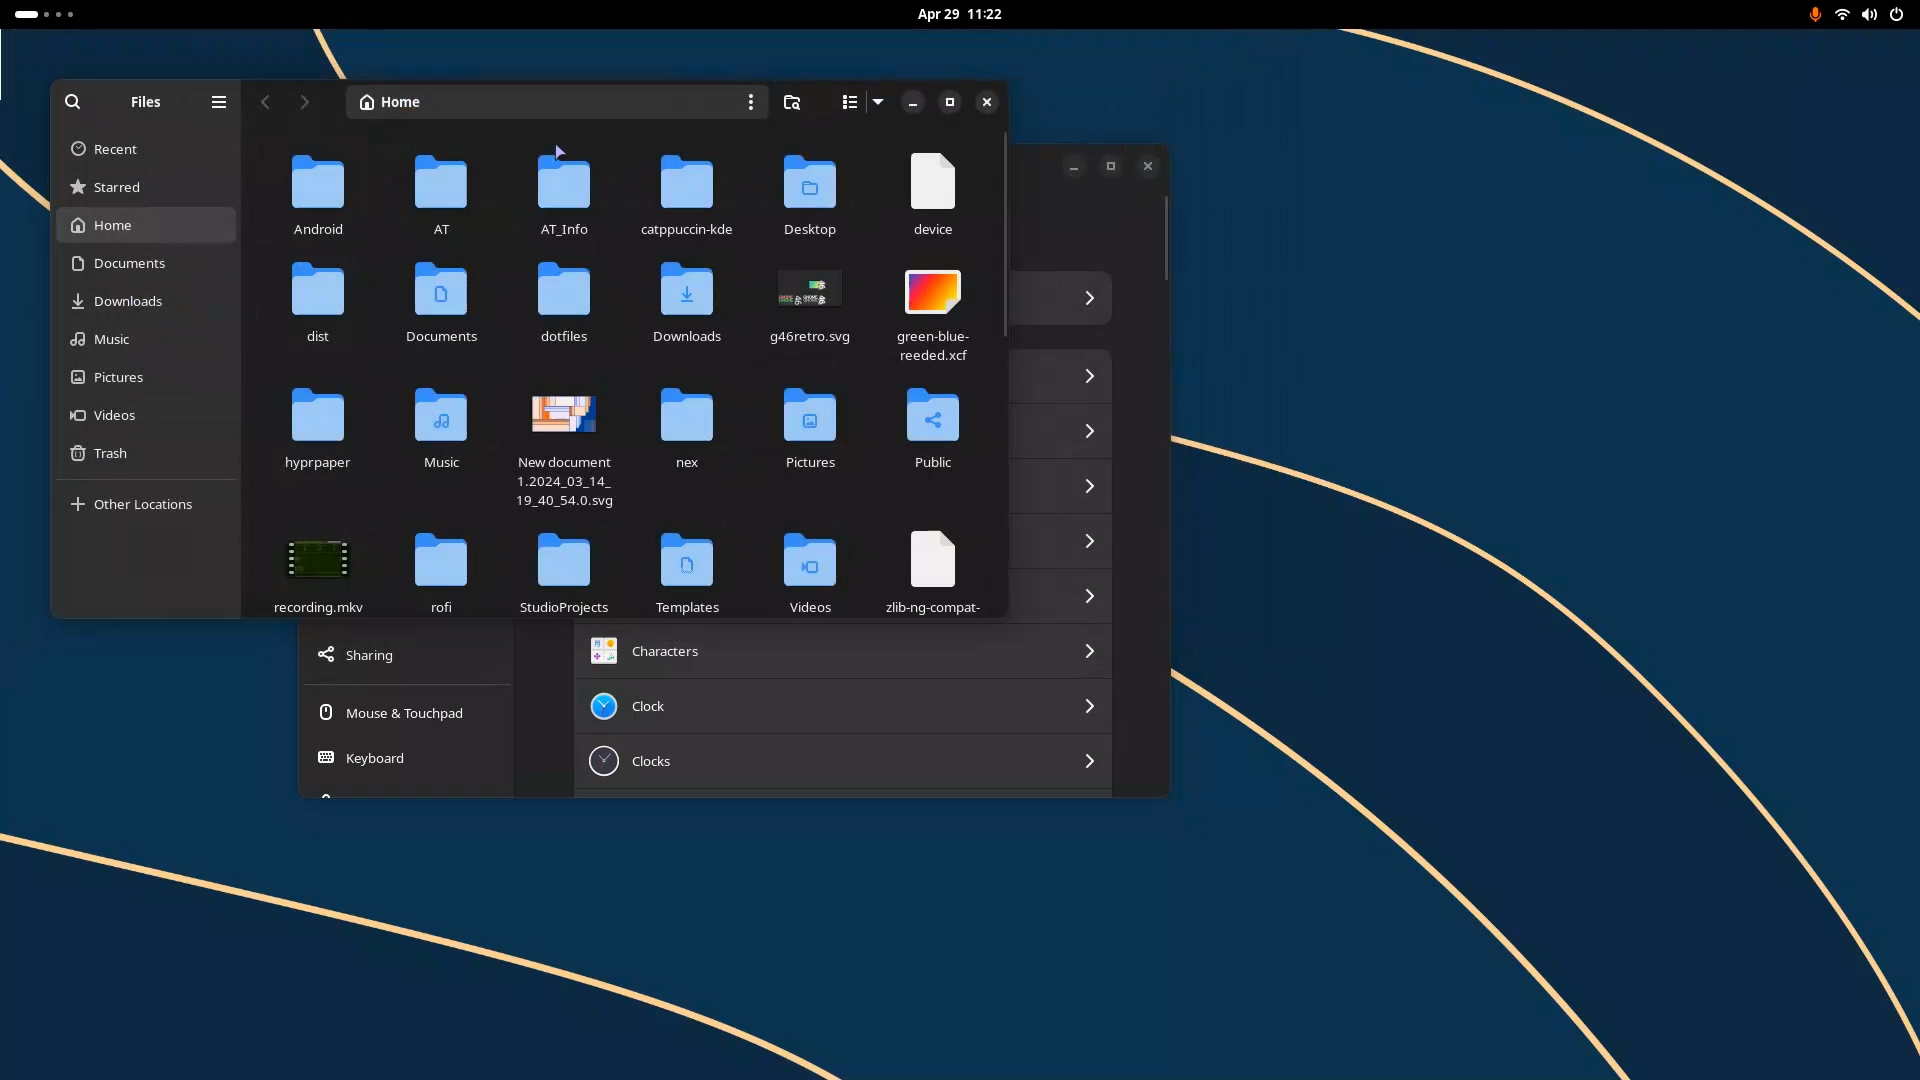 Apr 29 11:22
Files
Home
Recent
Starred
Home
Documents
Downloads
Music
Pictures
Videos
Trash
Other Locations
Android
AT
AT_Info
catppuccin-kde
Desktop
device
dist
Documents
dotfiles
Downloads
g46retro.svg
green-blue-
reeded.xcf
hyprpaper
Music
New document
1.2024_03_14_
19_40_54.0.svg
nex
Pictures
Public
recording.mkv
rofi
StudioProjects
Templates
Videos
zlib-ng-compat-
Sharing
Mouse & Touchpad
Keyboard
Characters
Clock
Clocks